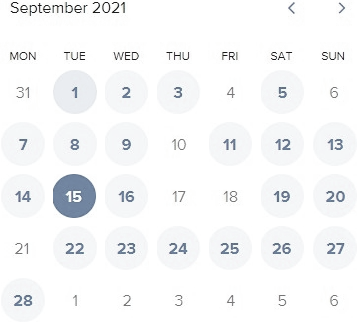 September 2021
MON TUE WED THU FRI SAT SUN
31 1 2 3 4 5 6
7 8 9 10 11 12 13
14 15 16 17 18 19 20
21 22 23 24 25 26 27
28 1 2 3 4 5 6